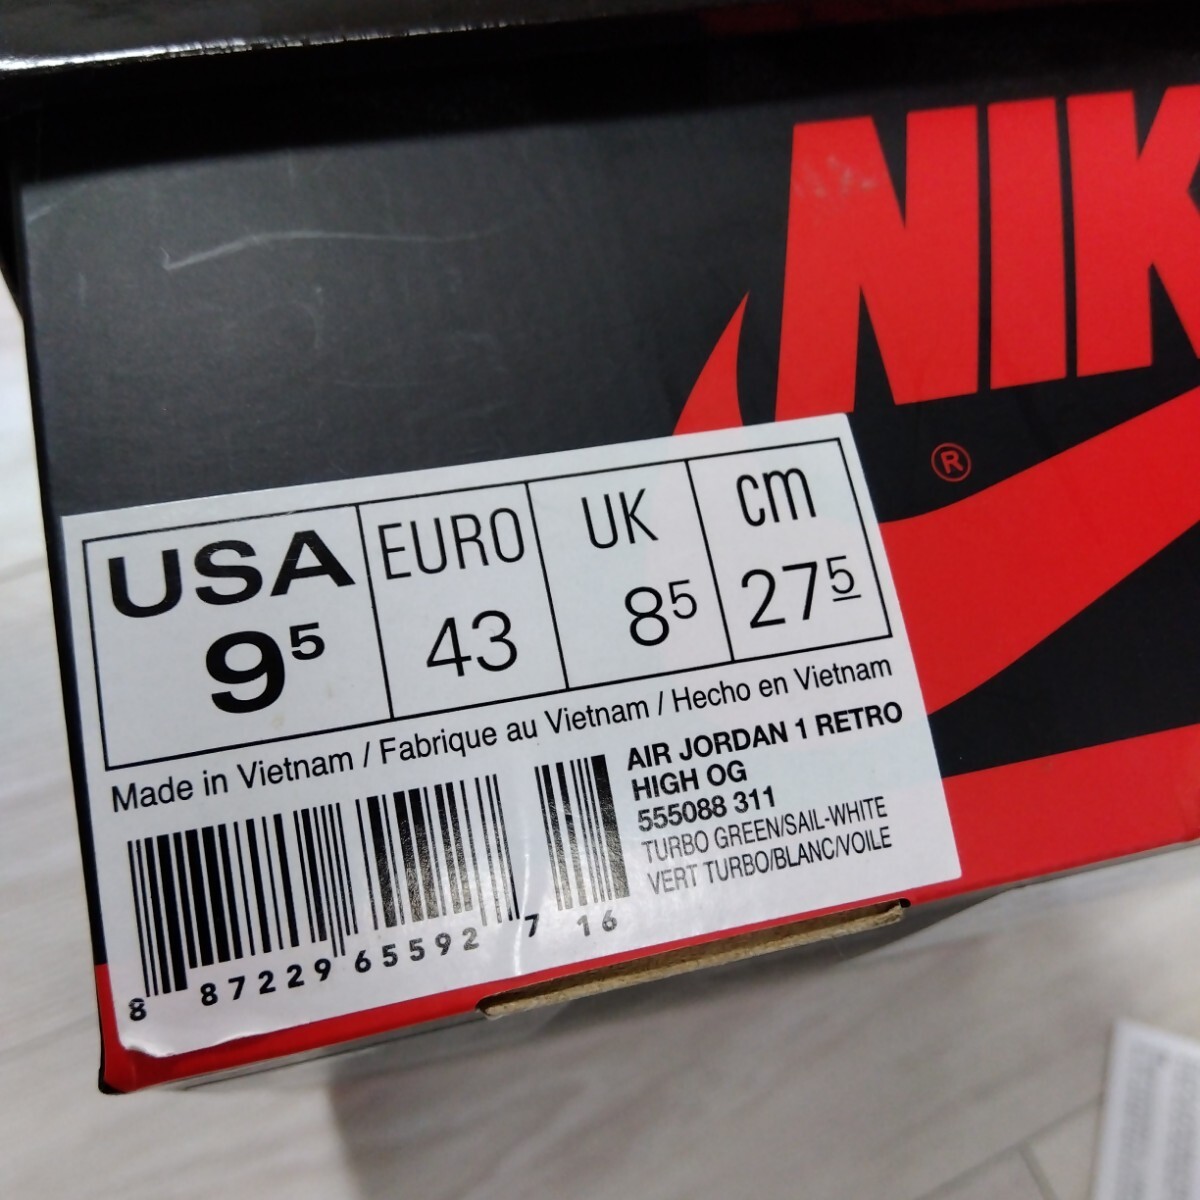 NIK
®
USA EURO UK cm
9⁵ 43 8⁵ 27⁵
Made in Vietnam / Fabrique au Vietnam / Hecho en Vietnam
AIR JORDAN 1 RETRO
HIGH OG
555088 311
TURBO GREEN/SAIL-WHITE
VERT TURBO/BLANC/VOILE
8 87229 65592 7 16